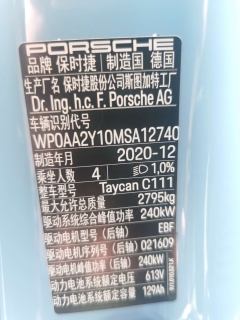 PORSCHE
品牌 保时捷 制造国 德国
生产厂名 保时捷股份公司斯图加特工厂
Dr. Ing. h.c. F. Porsche AG
车辆识别代号
WP0AA2Y10MSA12740
制造年月 2020-12
乘坐人数 4 1,0%
整车型号 Taycan C111
最大允许总质量 2795kg
驱动系统综合峰值功率 240kW
驱动电机型号(后轴) EBF
驱动电机序列号(后轴) 021609
驱动电机峰值功率(后轴) 240kW
动力电池系统额定电压 613V
动力电池系统额定容量 129Ah